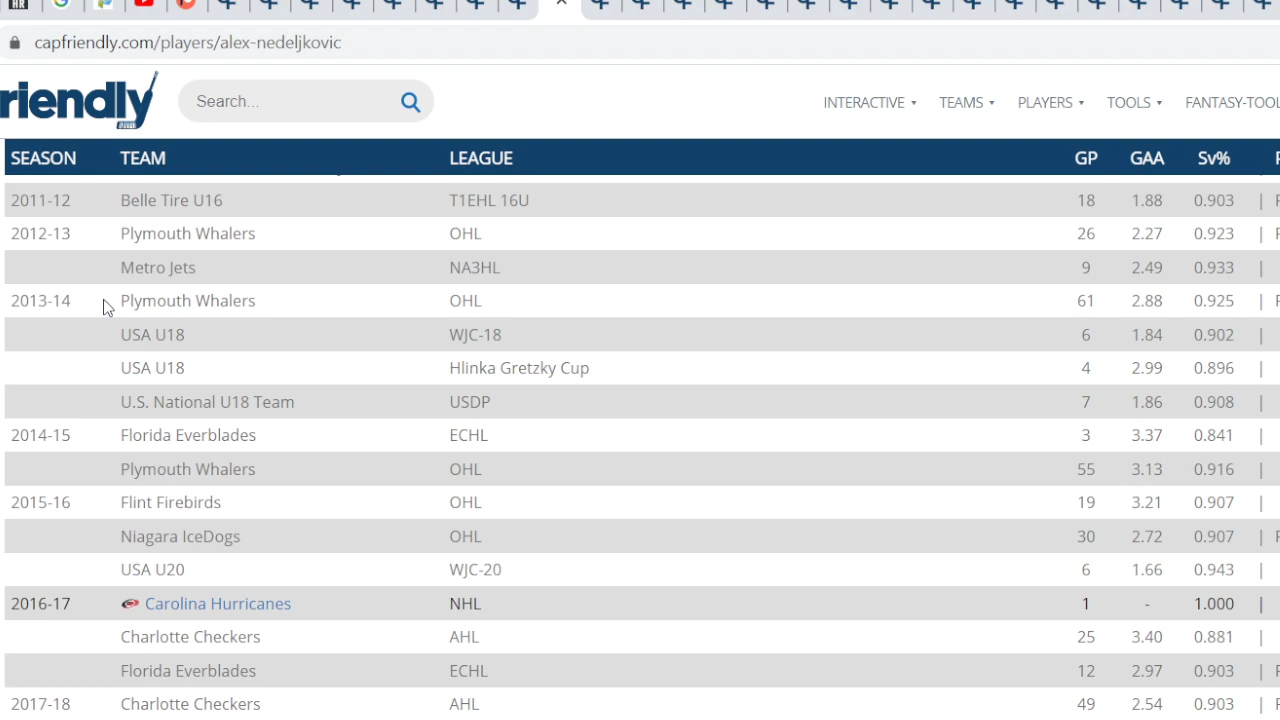 HR
capfriendly.com/players/alex-nedeljkovic
riendly Search... INTERACTIVE TEAMS PLAYERS TOOLS FANTASY-TOOL
.com
SEASON TEAM LEAGUE GP GAA Sv%
2011-12 Belle Tire U16 T1EHL 16U 18 1.88 0.903 |
2012-13 Plymouth Whalers OHL 26 2.27 0.923 |
Metro Jets NA3HL 9 2.49 0.933 |
2013-14 Plymouth Whalers OHL 61 2.88 0.925 |
USA U18 WJC-18 6 1.84 0.902 |
USA U18 Hlinka Gretzky Cup 4 2.99 0.896 |
U.S. National U18 Team USDP 7 1.86 0.908 |
2014-15 Florida Everblades ECHL 3 3.37 0.841 |
Plymouth Whalers OHL 55 3.13 0.916 |
2015-16 Flint Firebirds OHL 19 3.21 0.907 |
Niagara IceDogs OHL 30 2.72 0.907 |
USA U20 WJC-20 6 1.66 0.943 |
2016-17 Carolina Hurricanes NHL 1 - 1.000 |
Charlotte Checkers AHL 25 3.40 0.881 |
Florida Everblades ECHL 12 2.97 0.903 |
2017-18 Charlotte Checkers AHL 49 2.54 0.903 |